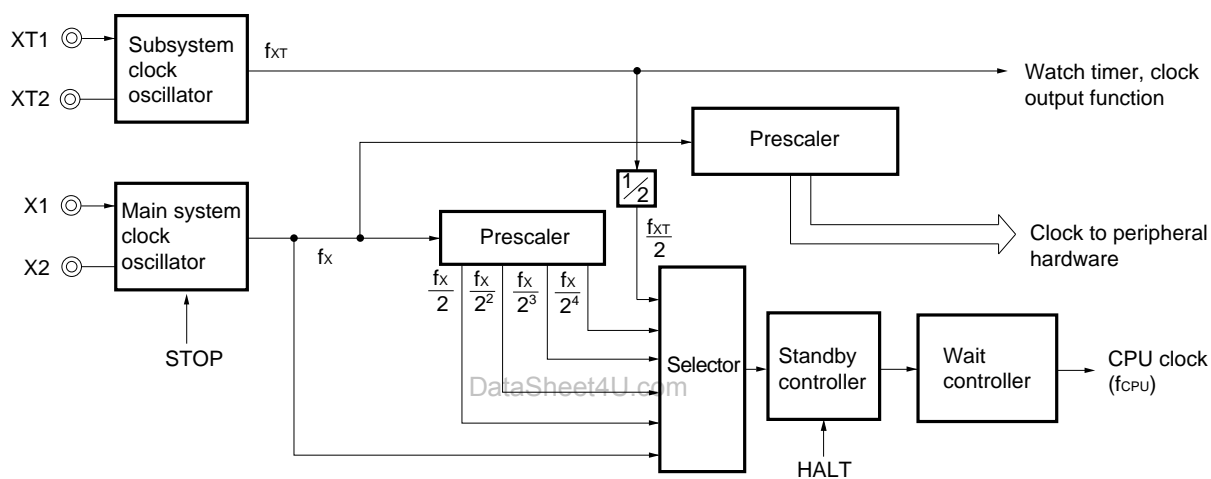 XT1
XT2
Subsystem
clock
oscillator
fXT
Watch timer, clock
output function
Prescaler
1/2
X1
X2
Main system
clock
oscillator
fX
Prescaler
fXT/2
Clock to peripheral
hardware
fX/2
fX/2²
fX/2³
fX/2⁴
STOP
Selector
Standby
controller
Wait
controller
CPU clock
(fCPU)
DataSheet4U.com
HALT